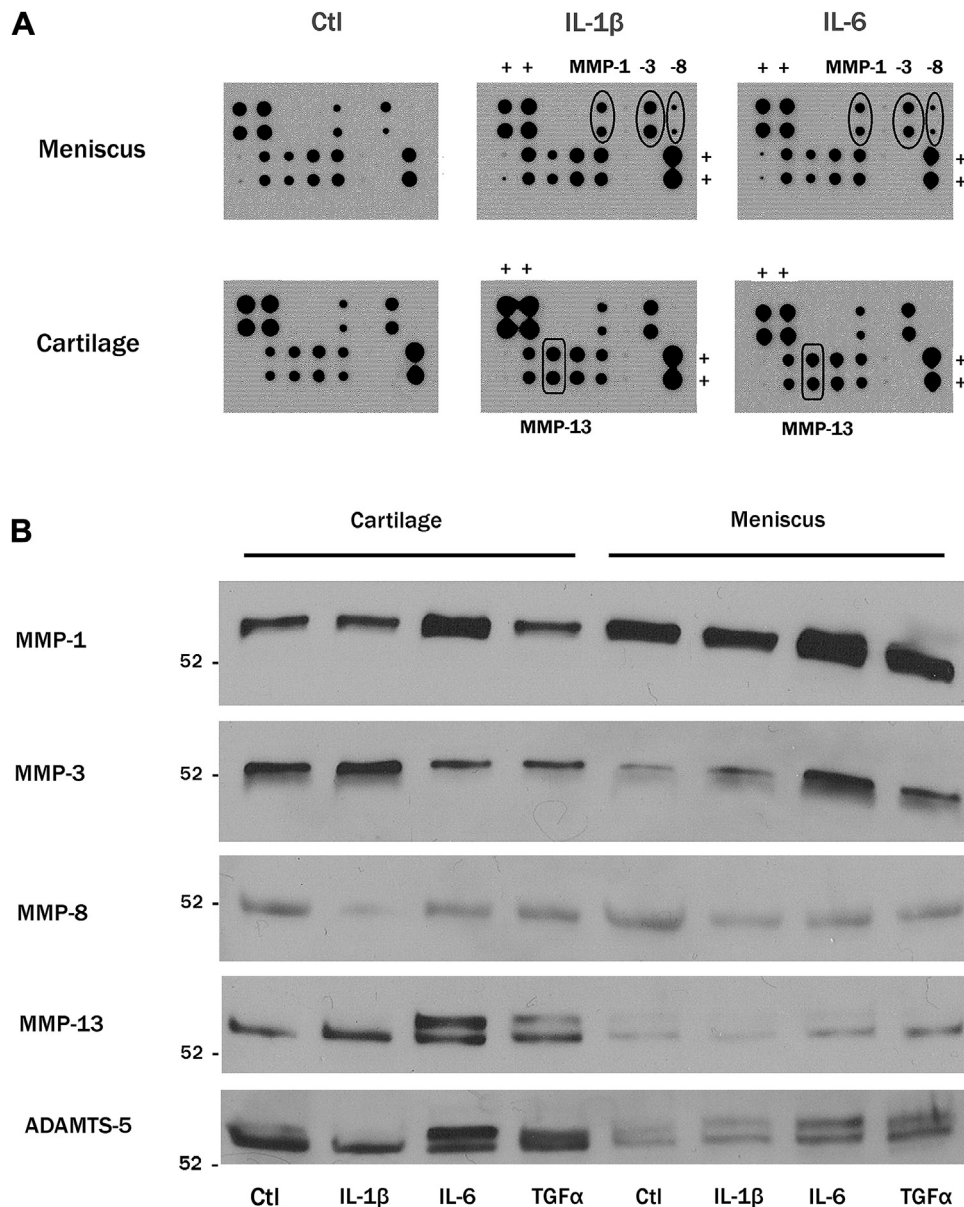 A
Ctl IL-1β IL-6
+ + MMP-1 -3 -8 + + MMP-1 -3 -8
Meniscus
+ +
+ +
+ + + +
Cartilage
+ +
+ +
MMP-13 MMP-13
B
Cartilage Meniscus
MMP-1
52 -
MMP-3
52 -
MMP-8
52 -
MMP-13
52 -
ADAMTS-5
52 -
Ctl IL-1β IL-6 TGFα Ctl IL-1β IL-6 TGFα